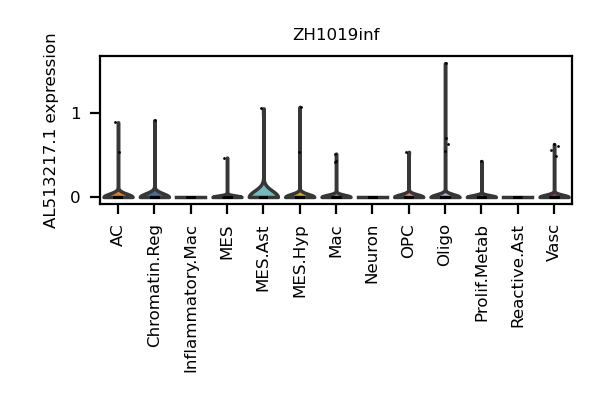 ZH1019inf
AL513217.1 expression
1
0
AC
Chromatin.Reg
Inflammatory.Mac
MES
MES.Ast
MES.Hyp
Mac
Neuron
OPC
Oligo
Prolif.Metab
Reactive.Ast
Vasc